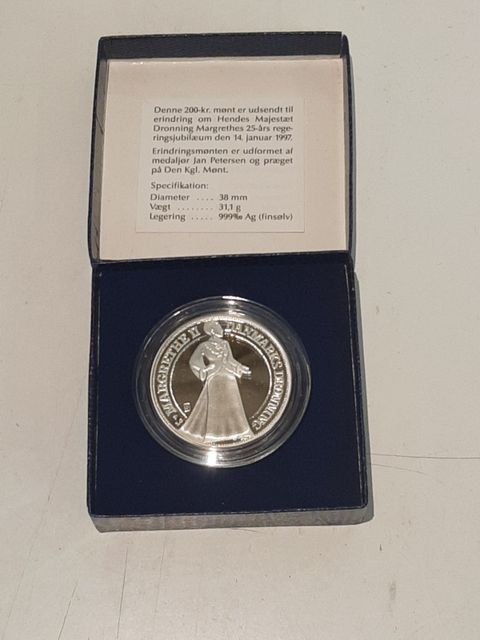 Denne 200-kr. mønt er udsendt til
erindring om Hendes Majestæt
Dronning Margrethes 25-års rege-
ringsjubilæum den 14. januar 1997.
Erindringsmønten er udformet af
medaljør Jan Petersen og præget
på Den Kgl. Mønt.
Specifikation:
Diameter .... 38 mm
Vægt ........ 31,1 g
Legering ..... 999‰ Ag (finsølv)
MARGRETHE II DANMARKS DRONNING